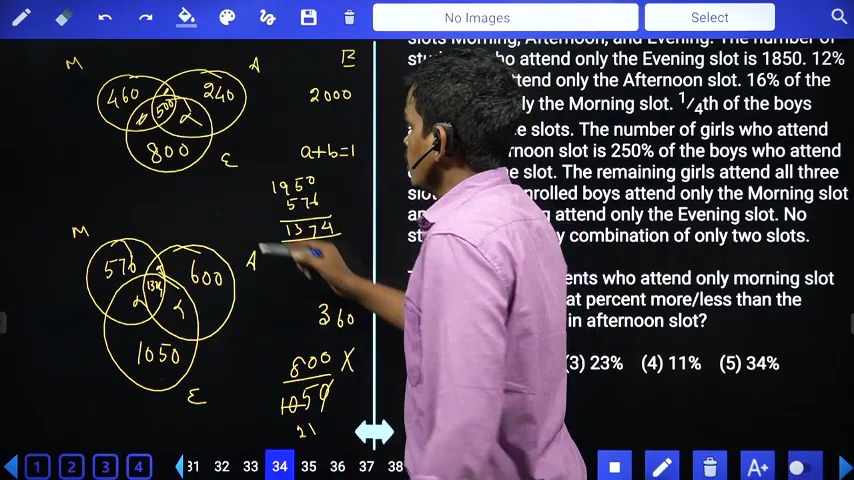 No Images
Select
M
A
B
460
240
500
800
E
2000
a+b=1
1950
576
1374
M
A
576
600
1050
E
360
800 X
1050
21
slots Morning, Afternoon, and Evening. The number of
ho attend only the Evening slot is 1850. 12%
ttend only the Afternoon slot. 16% of the
ly the Morning slot. 1/4th of the boys
e slots. The number of girls who attend
rnoon slot is 250% of the boys who attend
e slot. The remaining girls attend all three
nrolled boys attend only the Morning slot
g attend only the Evening slot. No
y combination of only two slots.
ents who attend only morning slot
at percent more/less than the
in afternoon slot?
(3) 23% (4) 11% (5) 34%
1 2 3 4 31 32 33 34 35 36 37 38 A+